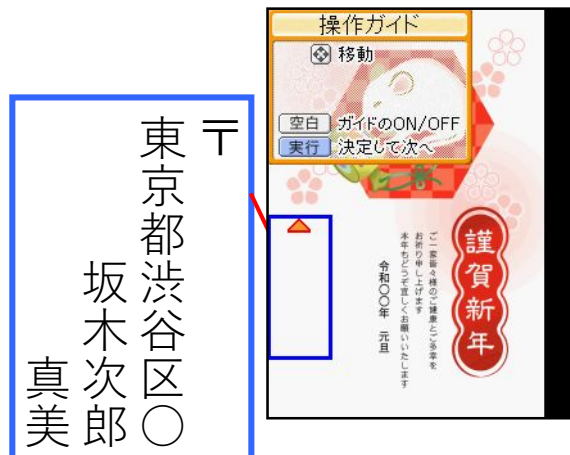 操作ガイド
移動
空白 ガイドのON/OFF
実行 決定して次へ
謹賀新年
ご一家皆々様のご健康とご多幸を
お祈り申し上げます
本年もどうぞ宜しくお願いいたします
令和〇〇年 元旦
〒
東京都渋谷区〇
坂木次郎
真美